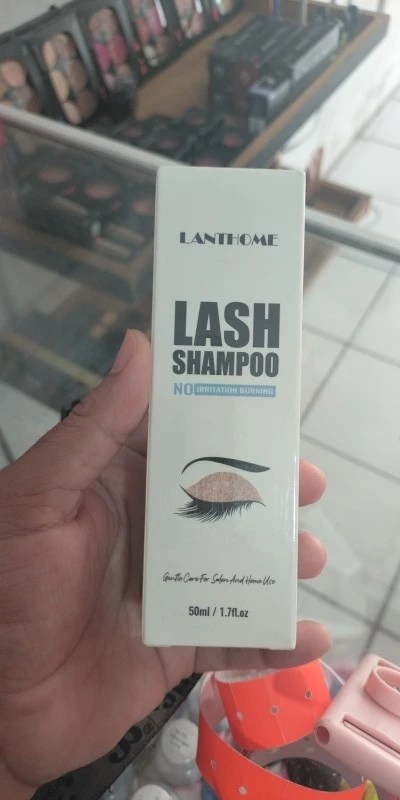 LANTHOME
LASH
SHAMPOO
NO IRRITATION BURNING
Gentle Care For Salon And Home Use
50ml / 1.7fl.oz